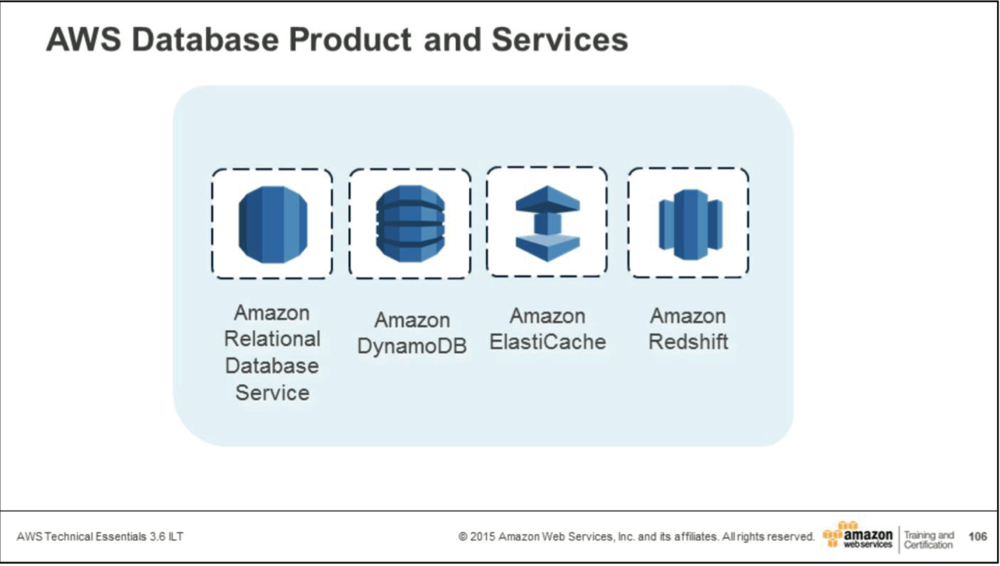 AWS Database Product and Services
Amazon
Relational
Database
Service
Amazon
DynamoDB
Amazon
ElastiCache
Amazon
Redshift
AWS Technical Essentials 3.6 ILT
© 2015 Amazon Web Services, Inc. and its affiliates. All rights reserved.
amazon
webservices
Training and
Certification
106